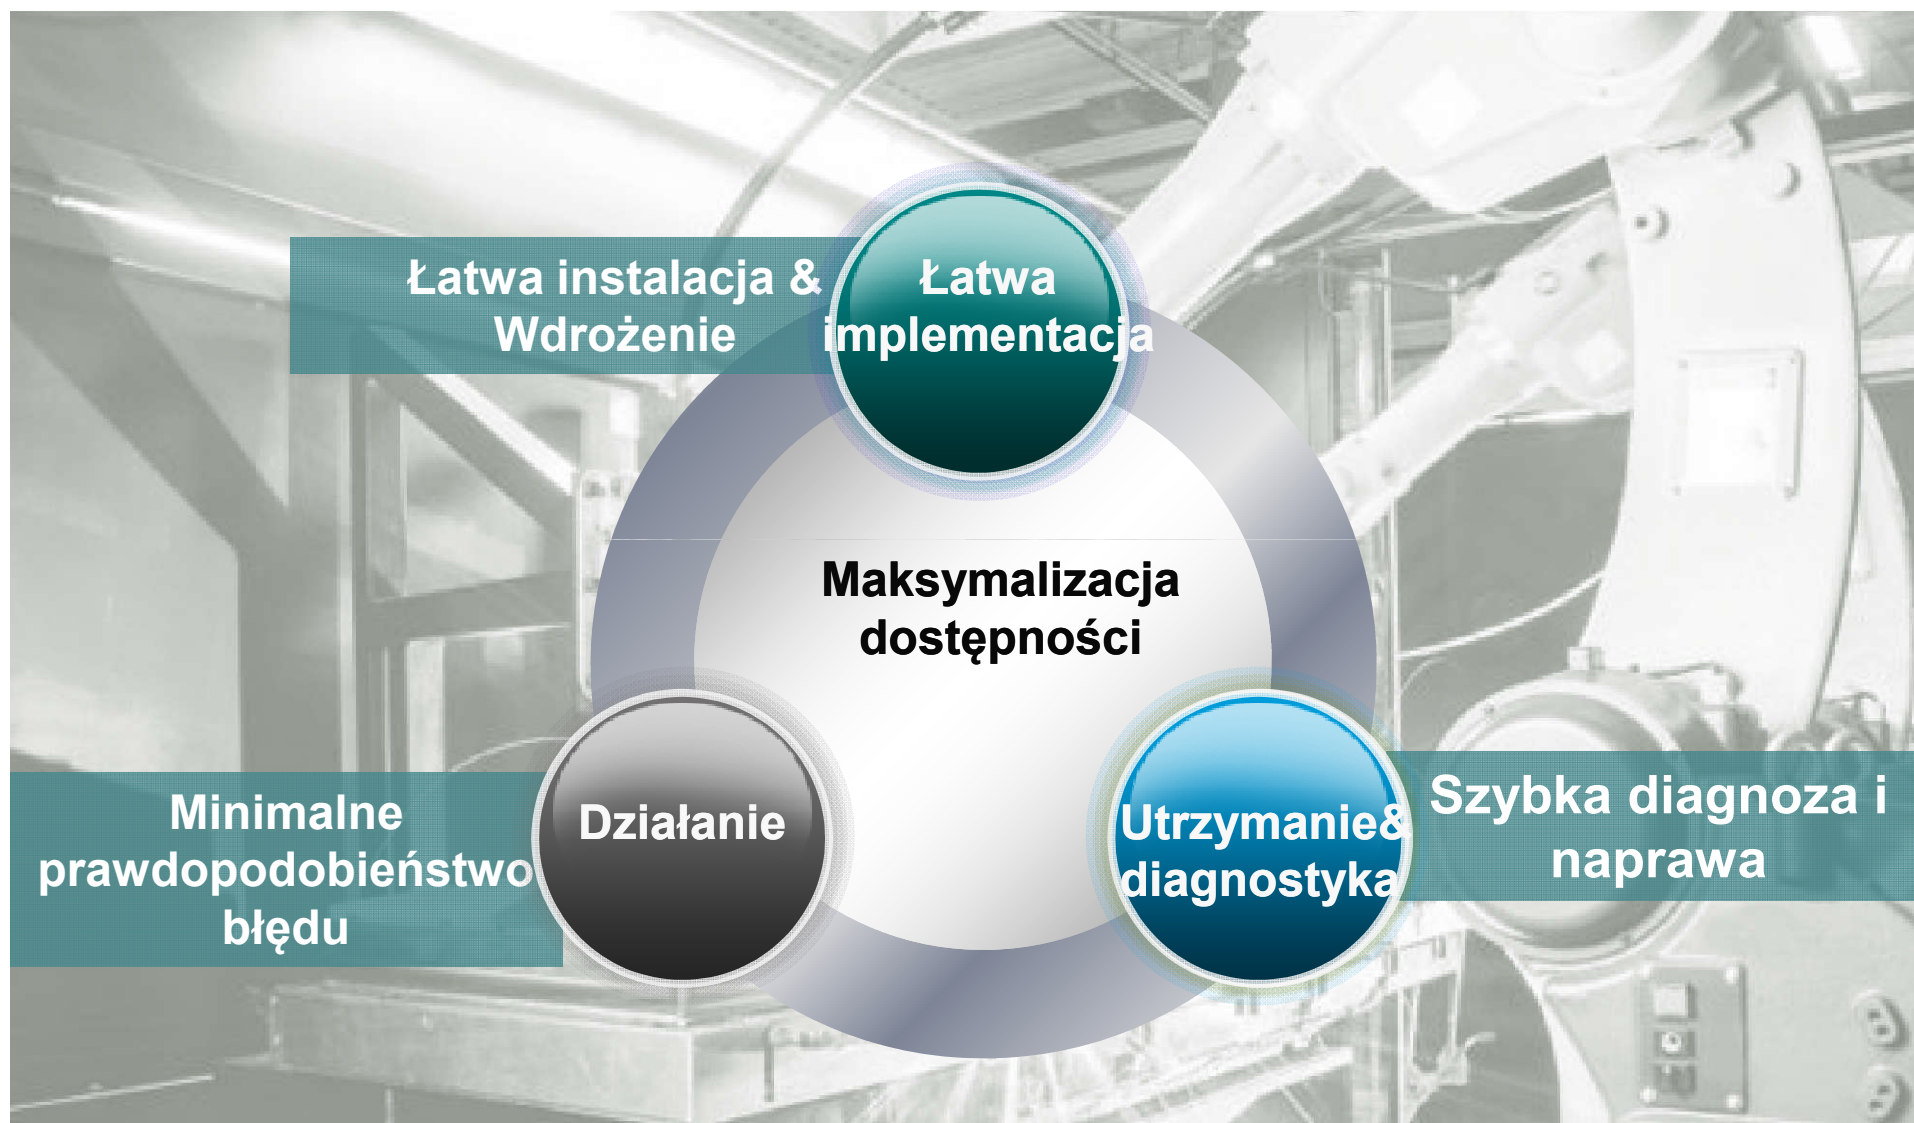 Łatwa instalacja &
Wdrożenie
Łatwa
implementacja
Maksymalizacja
dostępności
Minimalne
prawdopodobieństwo
błędu
Działanie
Utrzymanie&
diagnostyka
Szybka diagnoza i
naprawa